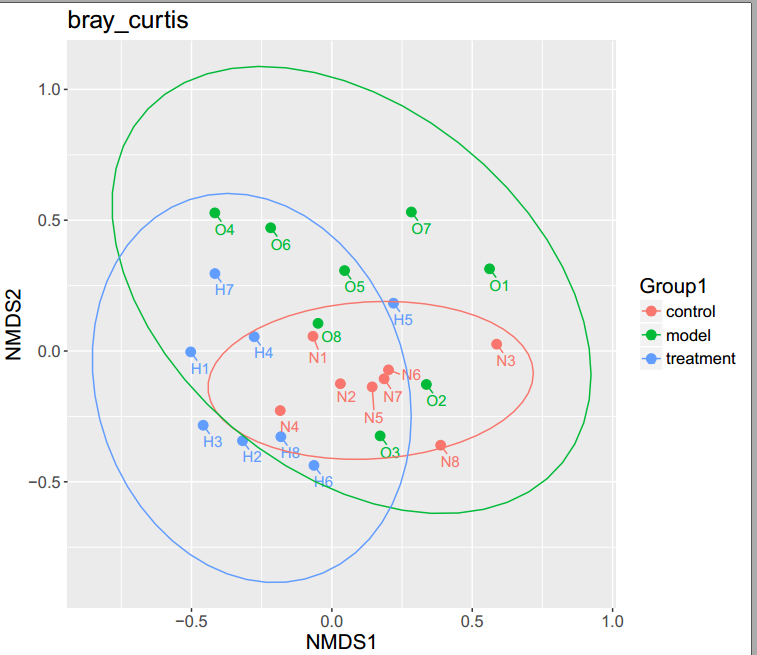 bray_curtis
1.0
0.5
0.0
−0.5
NMDS2
O4
O6
O7
O5
O1
H7
H5
O8
N1
H4
H1
N3
N6
N2
N7
O2
N5
N4
H3
H2
H8
O3
N8
H6
−0.5
0.0
0.5
1.0
NMDS1
Group1
control
model
treatment